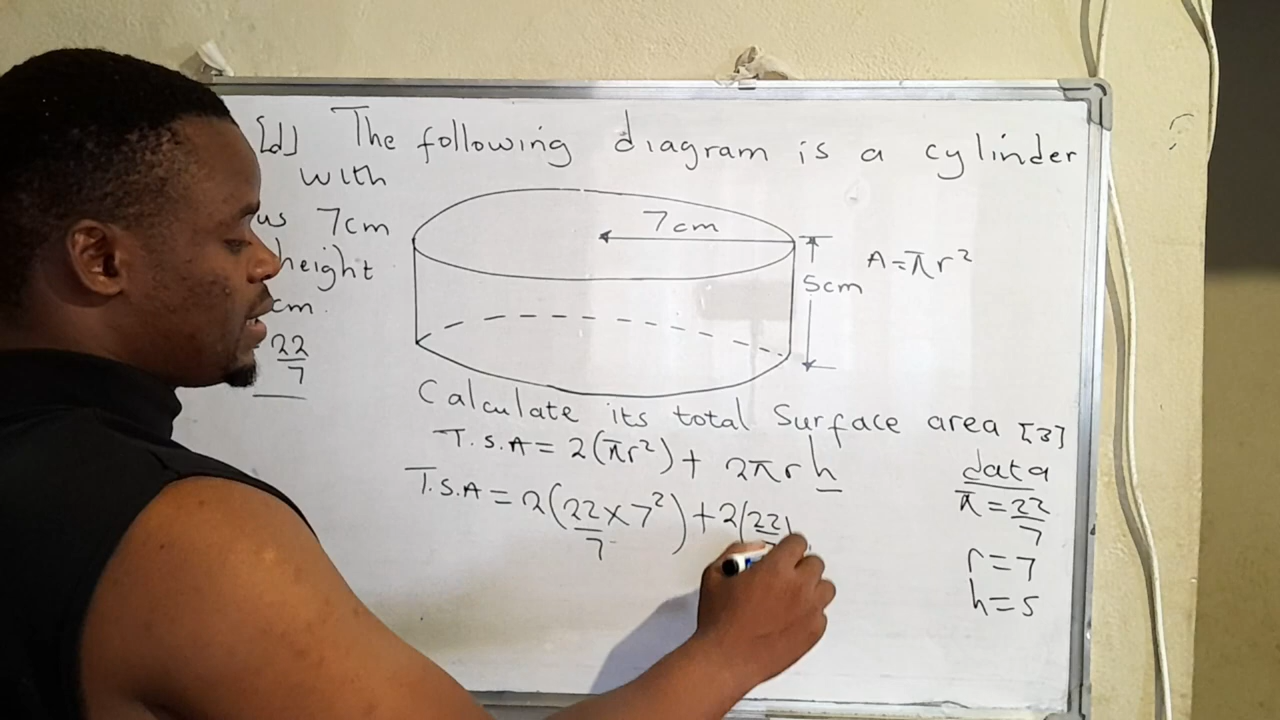 [d] The following diagram is a cylinder
with
us 7cm
height
cm.
22/7
7cm
5cm
A=πr²
Calculate its total surface area [3]
T.S.A = 2(πr²) + 2πrh
T.S.A = 2(22/7 × 7²) + 2(22/7)
data
π = 22/7
r=7
h=5